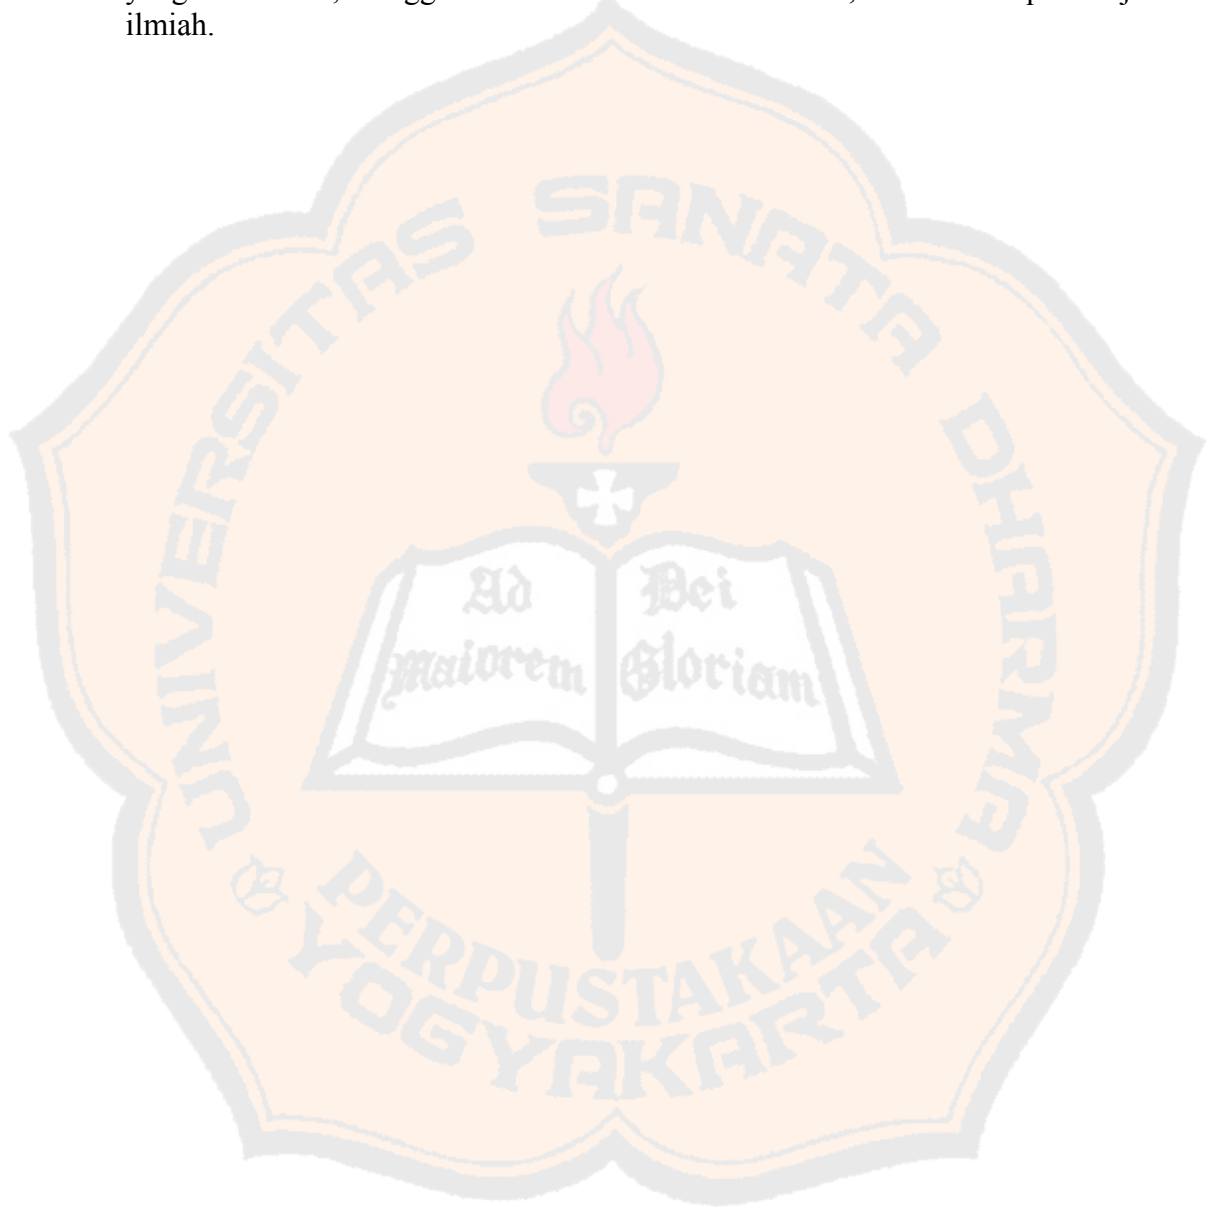 ilmiah.
UNIVERSITAS SANATA DHARMA
Ad
Maiorem
Dei
Gloriam
PERPUSTAKAAN
YOGYAKARTA